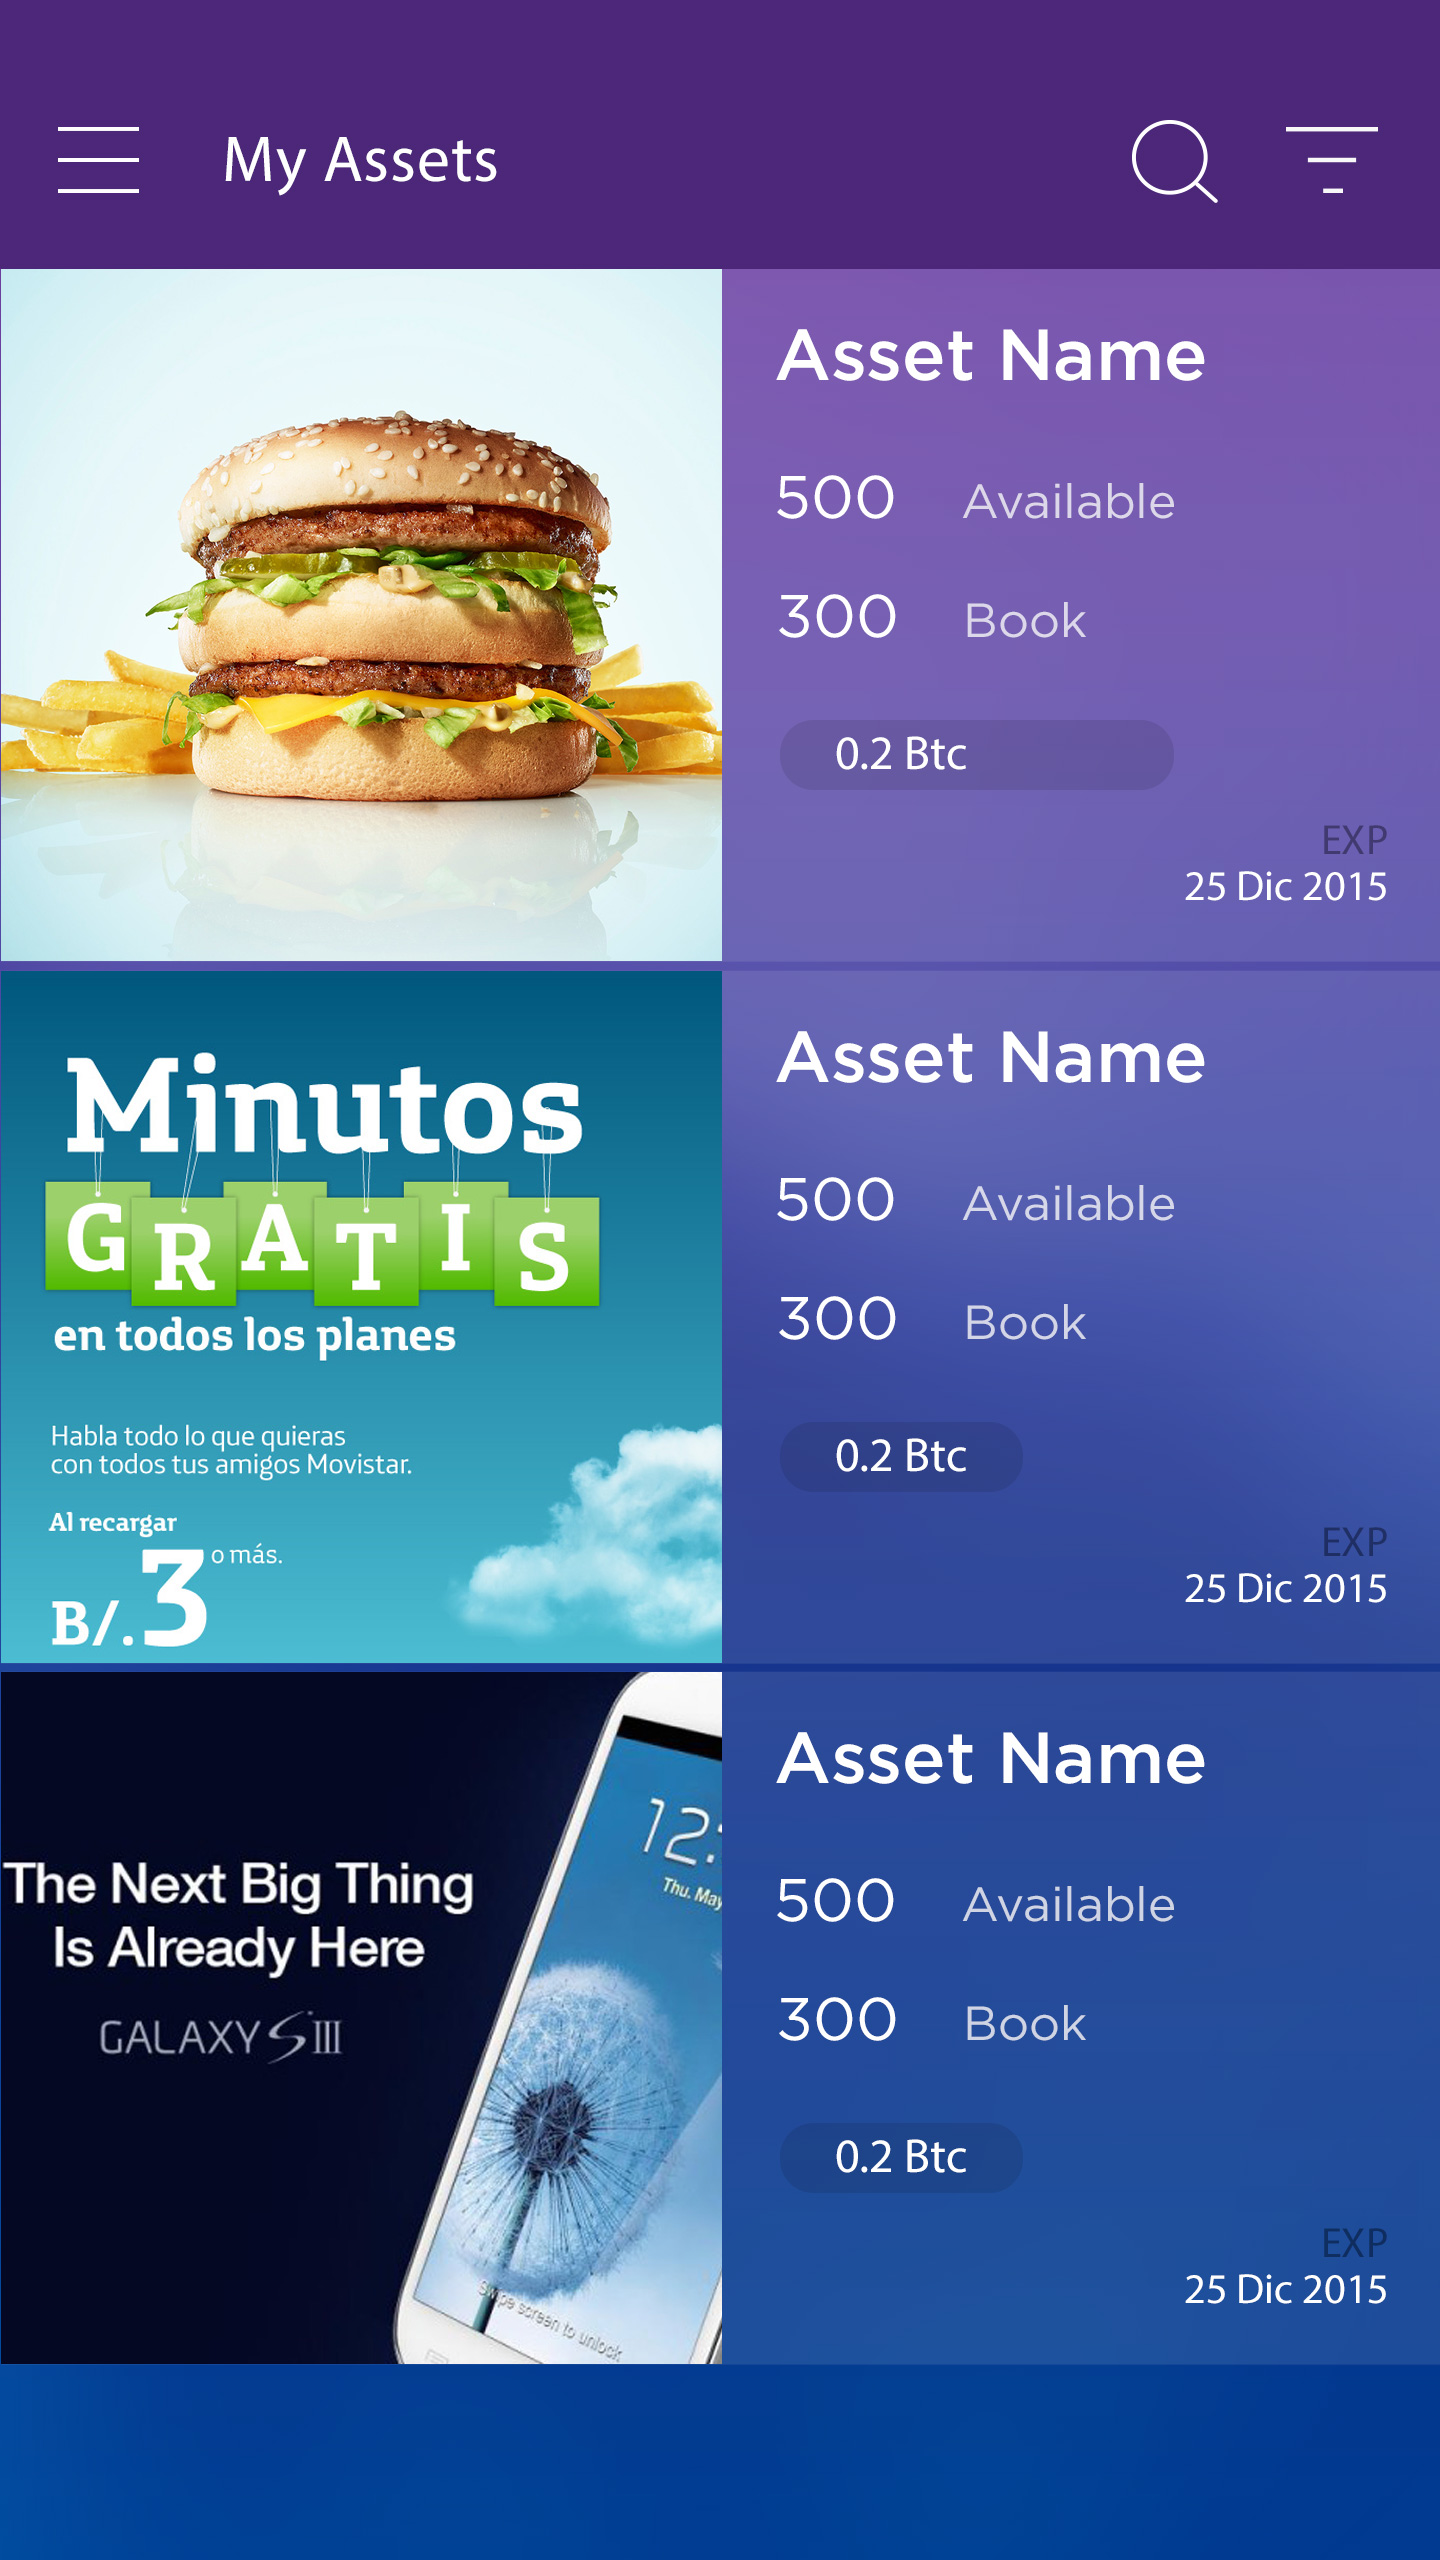 My Assets
Asset Name
500 Available
300 Book
0.2 Btc
EXP
25 Dic 2015
Minutos
GRATIS
en todos los planes
Habla todo lo que quieras
con todos tus amigos Movistar.
Al recargar
B/.3 o más.
Asset Name
500 Available
300 Book
0.2 Btc
EXP
25 Dic 2015
The Next Big Thing
Is Already Here
GALAXY SIII
12:
Thu. May
Swipe screen to unlock
Asset Name
500 Available
300 Book
0.2 Btc
EXP
25 Dic 2015